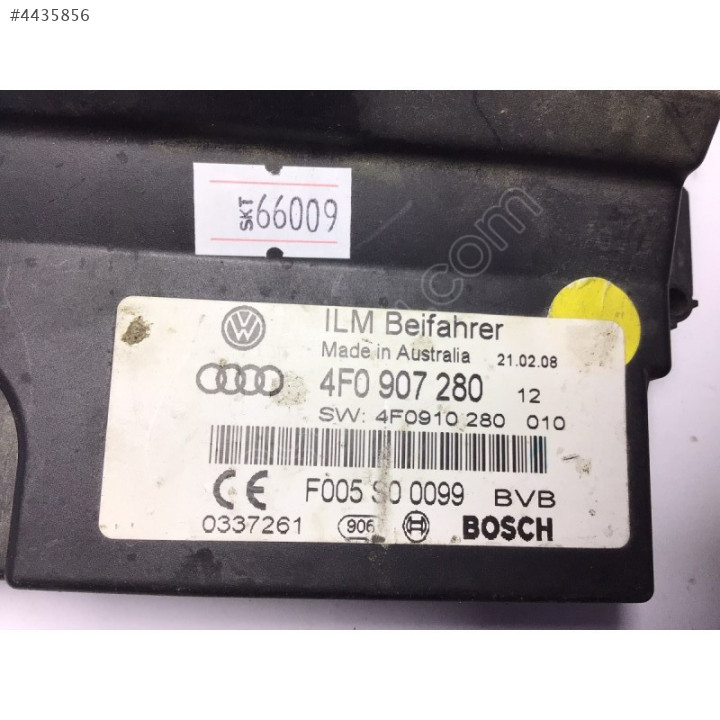 #4435856
SKT 66009
ILM Beifahrer
Made in Australia 21.02.08
4F0 907 280 12
SW: 4F0910 280 010
CE F005 S0 0099 BVB
0337261 906 BOSCH